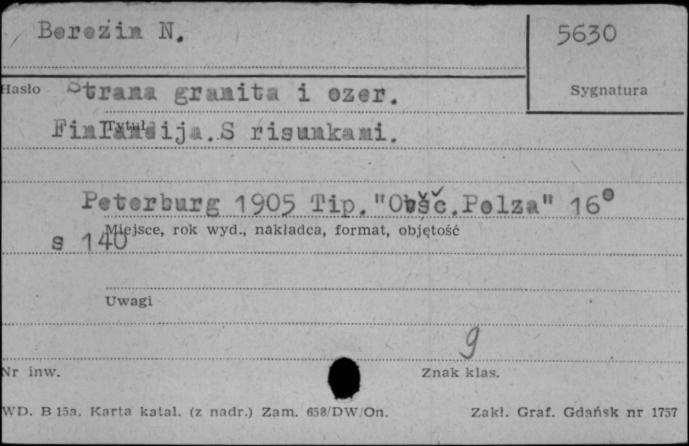 Berezin N.
5630
Hasło
Sygnatura
Strana granita i ozer.
Tytuł
Finlandija. S risunkami.
Peterburg 1905 Tip. "Obšč. Polza" 16°
Miejsce, rok wyd., nakładca, format, objętość
s 140
Uwagi
9
Nr inw.
Znak klas.
WD. B 15a. Karta katal. (z nadr.) Zam. 658/DW/On.
Zakł. Graf. Gdańsk nr 1757